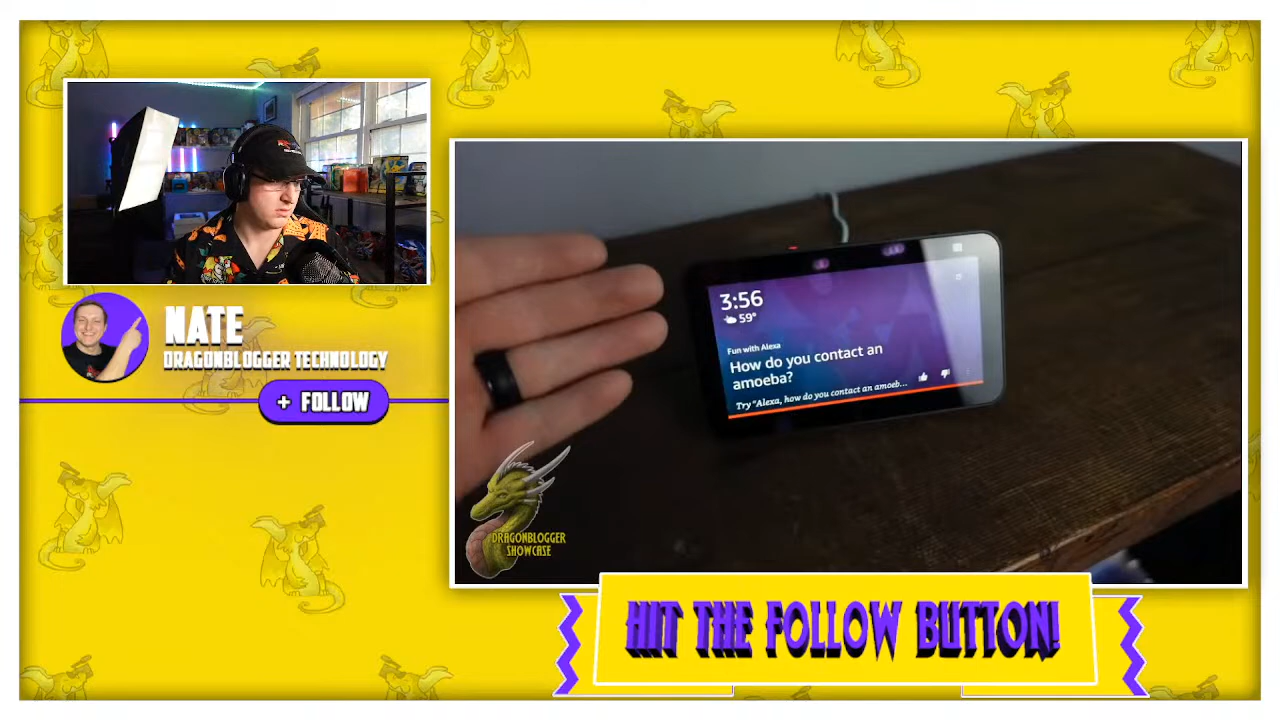 NATE
DRAGONBLOGGER TECHNOLOGY
+ FOLLOW
3:56
59°
Fun with Alexa
How do you contact an
amoeba?
Try "Alexa, how do you contact an amoeb...
DRAGONBLOGGER
SHOWCASE
HIT THE FOLLOW BUTTON!